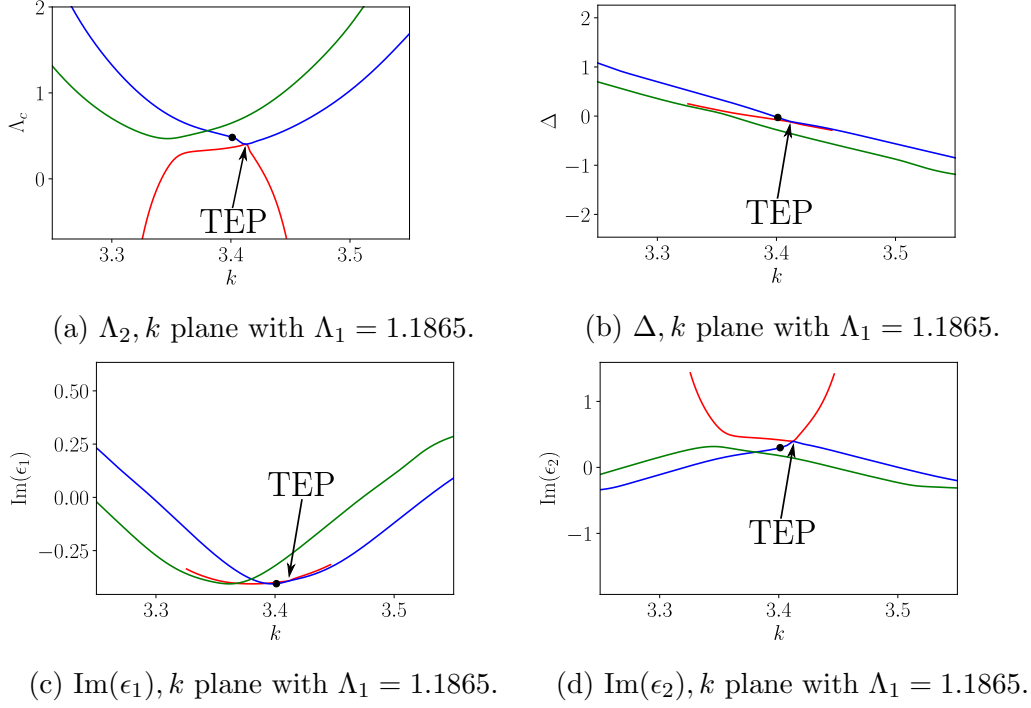 2
1
0
Λ_c
3.3
3.4
3.5
k
TEP
(a) Λ₂, k plane with Λ₁ = 1.1865.
2
1
0
−1
−2
Δ
3.3
3.4
3.5
k
TEP
(b) Δ, k plane with Λ₁ = 1.1865.
0.50
0.25
0.00
−0.25
Im(ϵ₁)
3.3
3.4
3.5
k
TEP
(c) Im(ϵ₁), k plane with Λ₁ = 1.1865.
1
0
−1
Im(ϵ₂)
3.3
3.4
3.5
k
TEP
(d) Im(ϵ₂), k plane with Λ₁ = 1.1865.